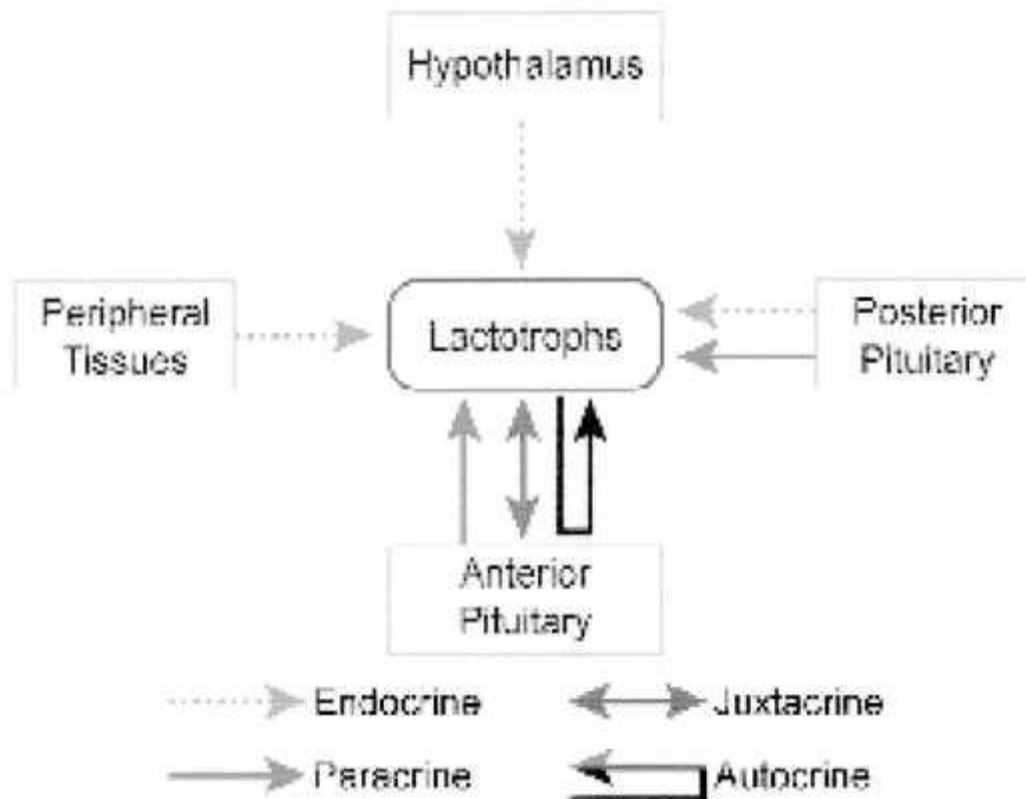 Hypothalamus
Peripheral
Tissues
Lactotrophs
Posterior
Pituitary
Anterior
Pituitary
Endocrine
Juxtacrine
Paracrine
Autocrine